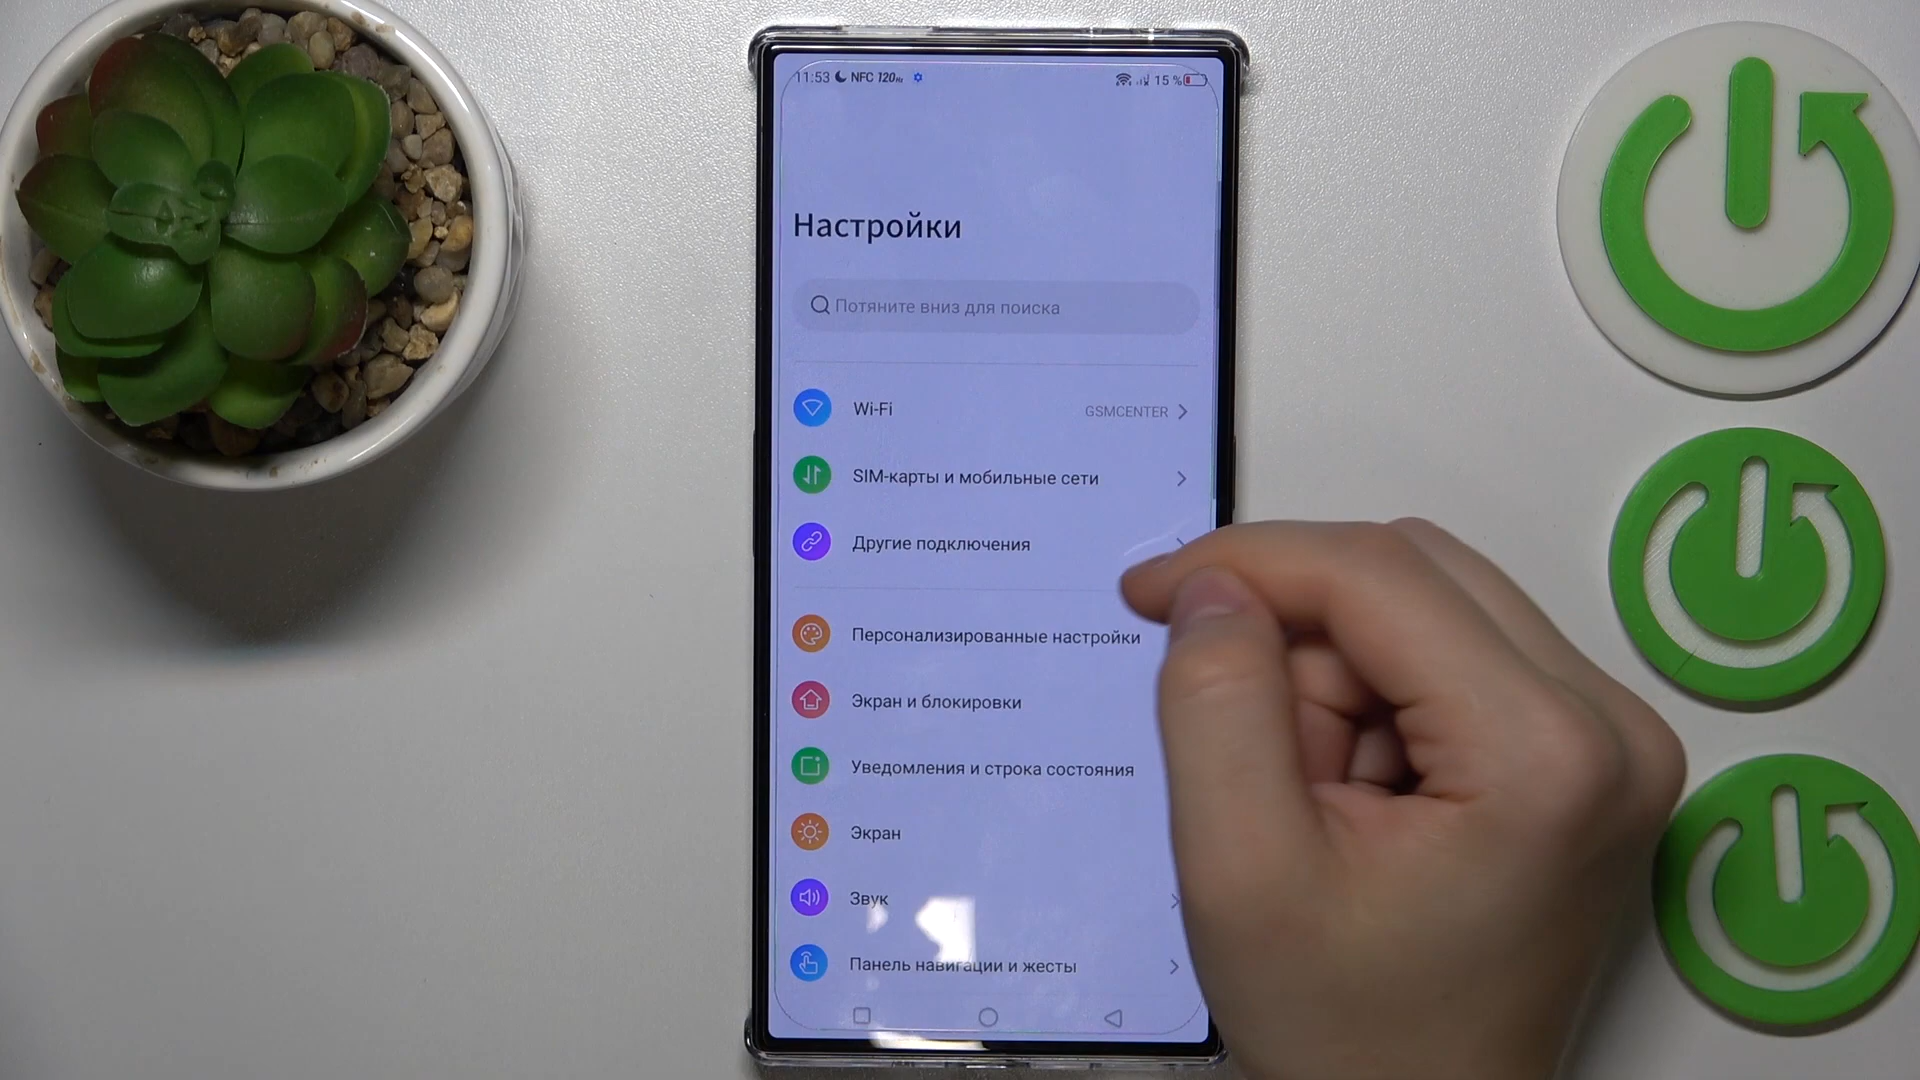 11:53 NFC 120Hz 15 %
Настройки
Потяните вниз для поиска
Wi-Fi GSMCENTER
SIM-карты и мобильные сети
Другие подключения
Персонализированные настройки
Экран и блокировки
Уведомления и строка состояния
Экран
Звук
Панель навигации и жесты